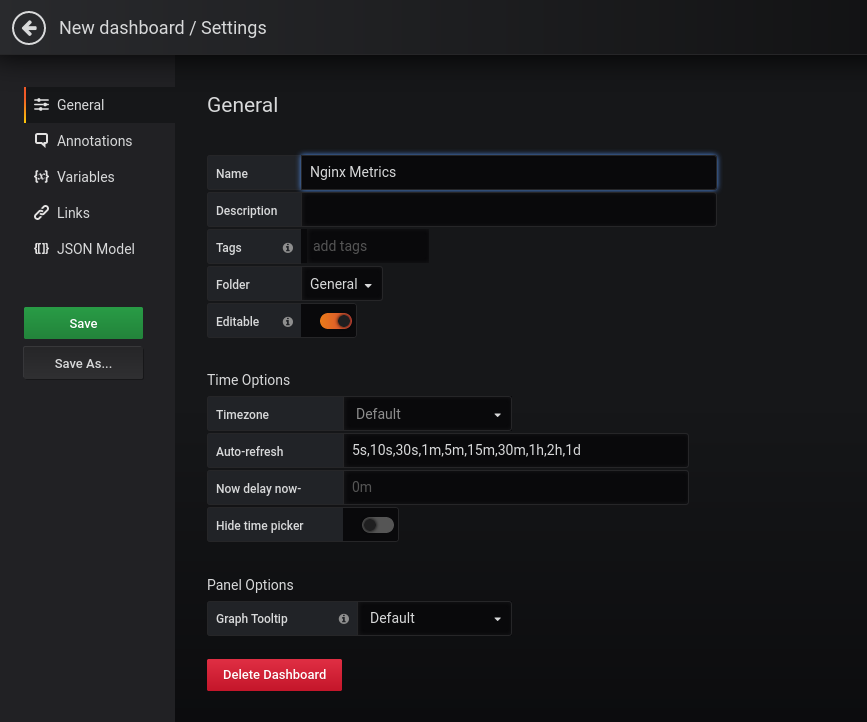 New dashboard / Settings
General
Annotations
Variables
Links
JSON Model
Save
Save As...
General
Name Nginx Metrics
Description
Tags add tags
Folder General
Editable
Time Options
Timezone Default
Auto-refresh 5s,10s,30s,1m,5m,15m,30m,1h,2h,1d
Now delay now- 0m
Hide time picker
Panel Options
Graph Tooltip Default
Delete Dashboard